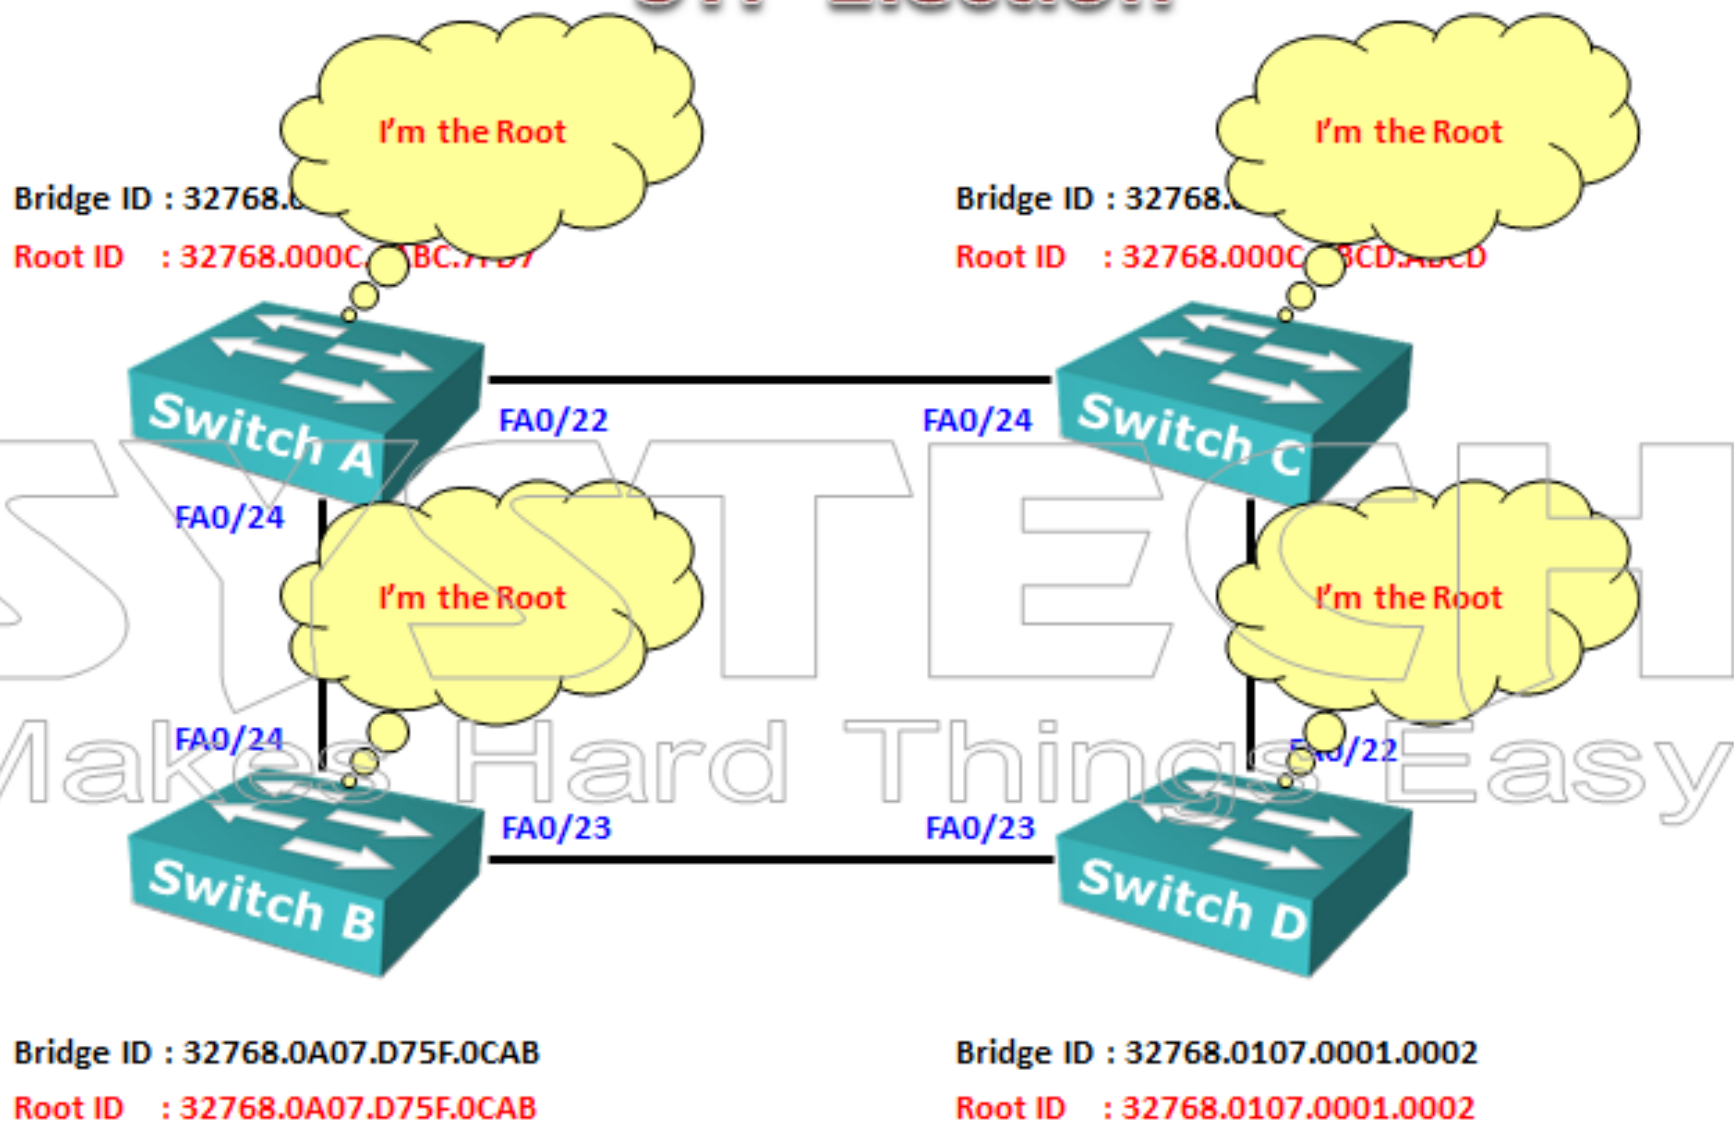 I'm the Root
I'm the Root
Bridge ID : 32768.
Bridge ID : 32768.
Root ID : 32768.000C.
Root ID : 32768.000C
Switch A
Switch C
FA0/22
FA0/24
FA0/24
I'm the Root
I'm the Root
SYSTECH
Makes Hard Things Easy
FA0/24
FA0/22
Switch B
Switch D
FA0/23
FA0/23
Bridge ID : 32768.0A07.D75F.0CAB
Bridge ID : 32768.0107.0001.0002
Root ID : 32768.0A07.D75F.0CAB
Root ID : 32768.0107.0001.0002